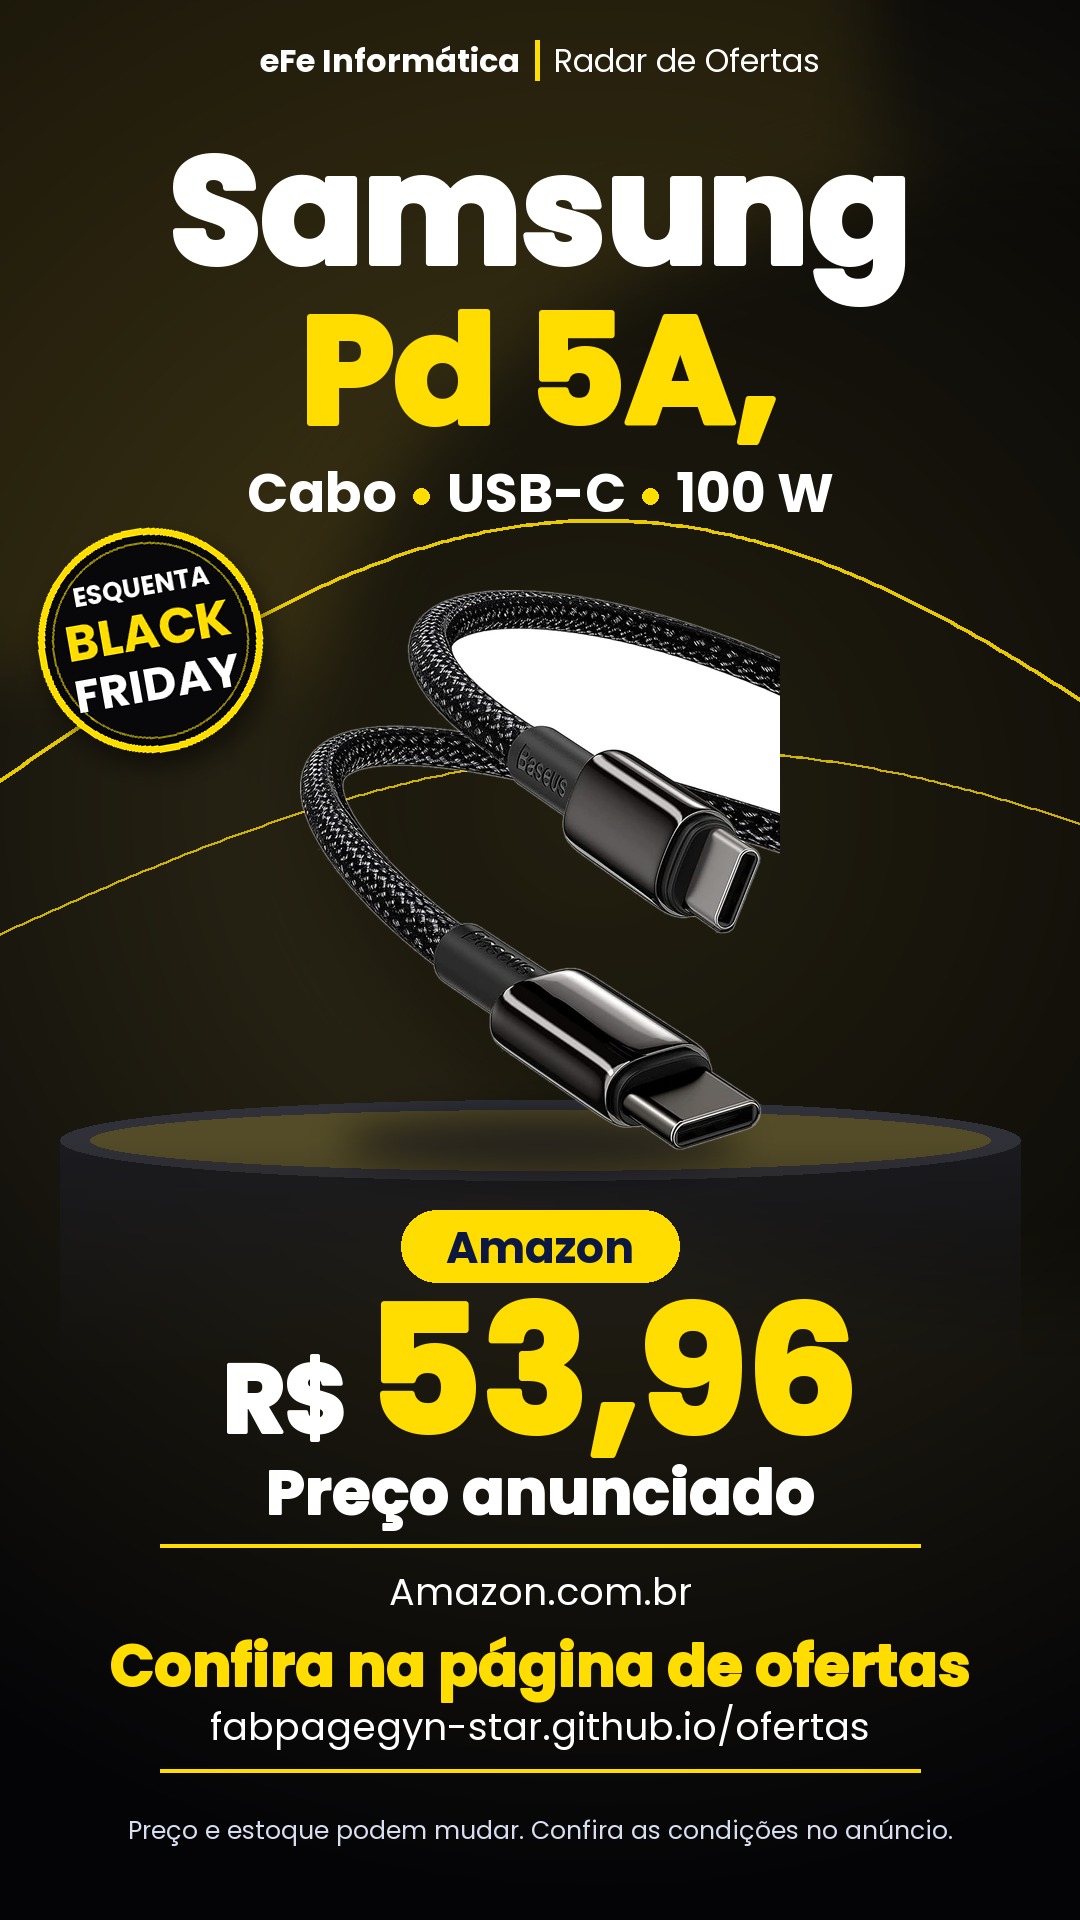 eFe Informática | Radar de Ofertas
Samsung
Pd 5A,
Cabo • USB-C • 100 W
ESQUENTA
BLACK
FRIDAY
Baseus
Baseus
Amazon
R$ 53,96
Preço anunciado
Amazon.com.br
Confira na página de ofertas
fabpagegyn-star.github.io/ofertas
Preço e estoque podem mudar. Confira as condições no anúncio.